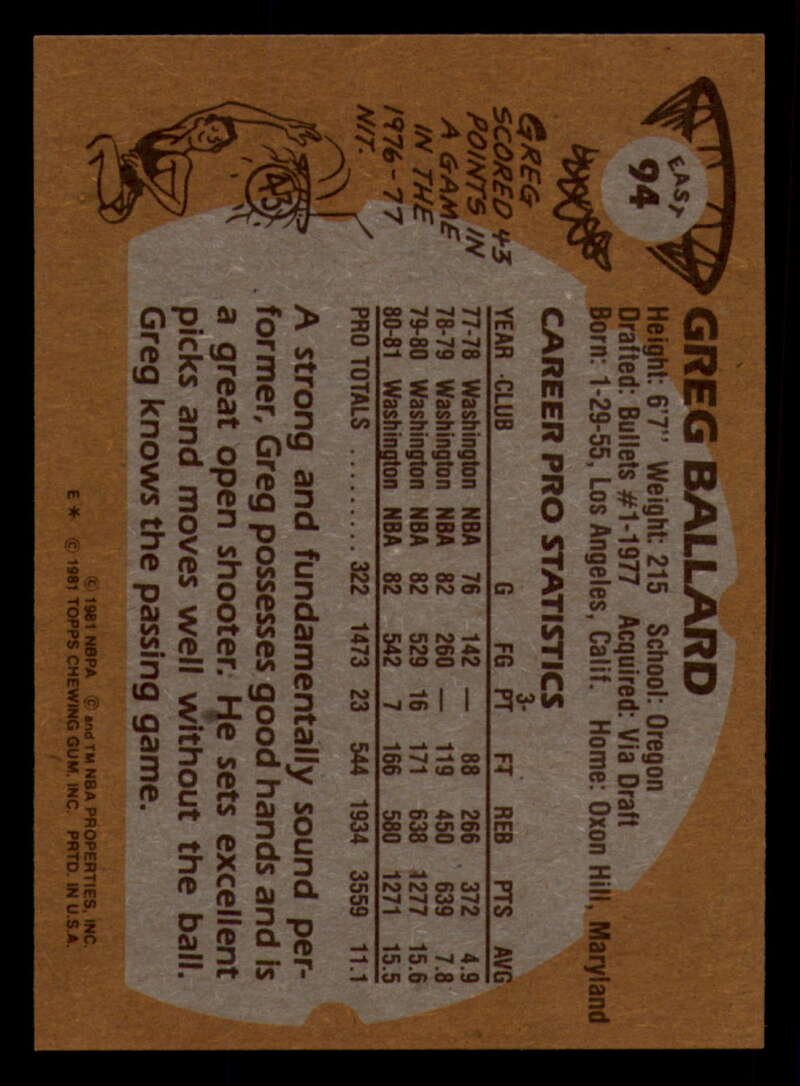 EAST
94
GREG BALLARD
Height: 6'7" Weight: 215 School: Oregon
Drafted: Bullets #1-1977 Acquired: Via Draft
Born: 1-29-55, Los Angeles, Calif. Home: Oxon Hill, Maryland
CAREER PRO STATISTICS
YEAR CLUB G FG 3-PT FT REB PTS AVG
77-78 Washington NBA 76 142 — 88 266 372 4.9
78-79 Washington NBA 82 260 — 119 450 639 7.8
79-80 Washington NBA 82 529 16 171 638 1277 15.6
80-81 Washington NBA 82 542 7 166 580 1271 15.5
PRO TOTALS .......... 322 1473 23 544 1934 3559 11.1
GREG
SCORED 43
POINTS IN
A GAME
IN THE
1976-77
NIT.
43
A strong and fundamentally sound per-
former, Greg possesses good hands and is
a great open shooter. He sets excellent
picks and moves well without the ball.
Greg knows the passing game.
© 1981 NBPA © and TM NBA PROPERTIES, INC.
E* © 1981 TOPPS CHEWING GUM, INC. PRTD. IN U.S.A.